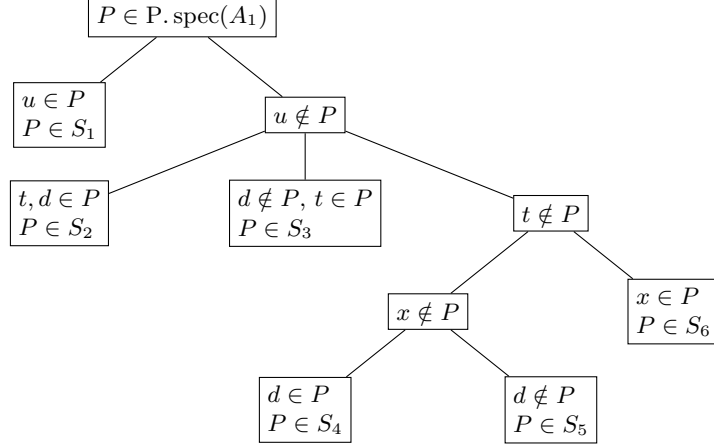 P ∈ P. spec(A₁)
u ∈ P
P ∈ S₁
u ∉ P
t, d ∈ P
P ∈ S₂
d ∉ P, t ∈ P
P ∈ S₃
t ∉ P
x ∉ P
x ∈ P
P ∈ S₆
d ∈ P
P ∈ S₄
d ∉ P
P ∈ S₅